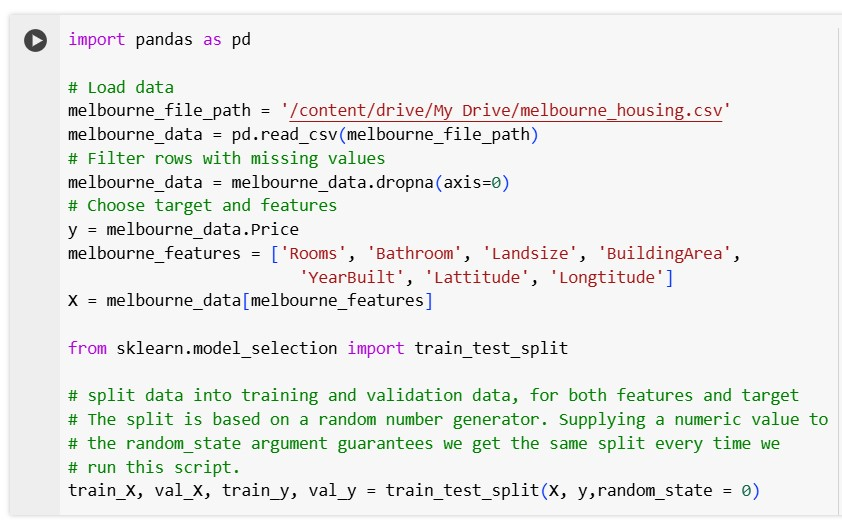 import pandas as pd
# Load data
melbourne_file_path = '/content/drive/My Drive/melbourne_housing.csv'
melbourne_data = pd.read_csv(melbourne_file_path)
# Filter rows with missing values
melbourne_data = melbourne_data.dropna(axis=0)
# Choose target and features
y = melbourne_data.Price
melbourne_features = ['Rooms', 'Bathroom', 'Landsize', 'BuildingArea',
                        'YearBuilt', 'Lattitude', 'Longtitude']
X = melbourne_data[melbourne_features]
from sklearn.model_selection import train_test_split
# split data into training and validation data, for both features and target
# The split is based on a random number generator. Supplying a numeric value to
# the random_state argument guarantees we get the same split every time we
# run this script.
train_X, val_X, train_y, val_y = train_test_split(X, y,random_state = 0)